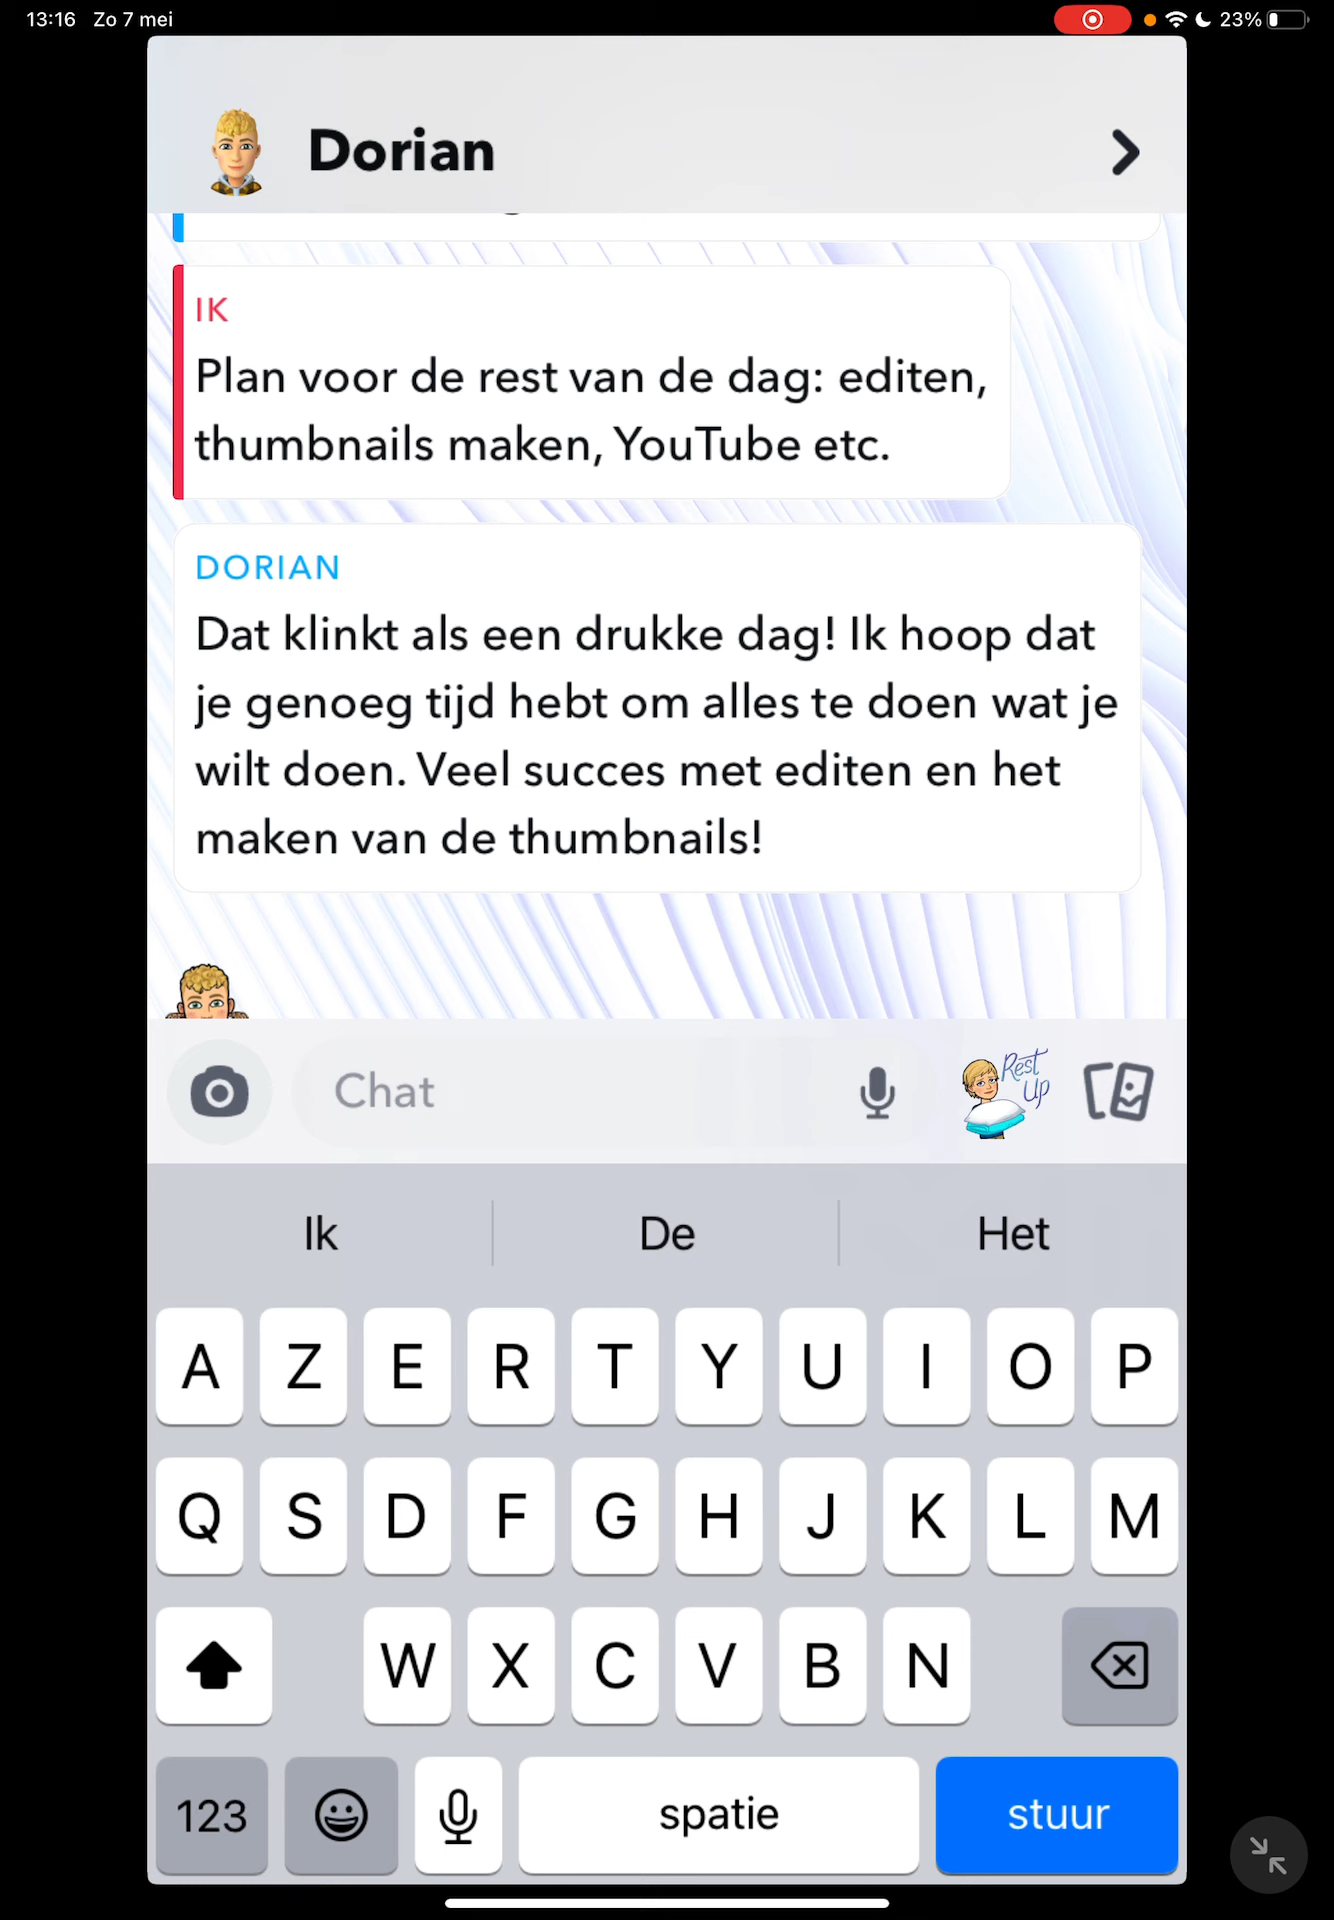 13:16 Zo 7 mei
23%
Dorian
IK
Plan voor de rest van de dag: editen,
thumbnails maken, YouTube etc.
DORIAN
Dat klinkt als een drukke dag! Ik hoop dat
je genoeg tijd hebt om alles te doen wat je
wilt doen. Veel succes met editen en het
maken van de thumbnails!
Chat
Rest
Up
Ik De Het
A Z E R T Y U I O P
Q S D F G H J K L M
W X C V B N
123 spatie stuur